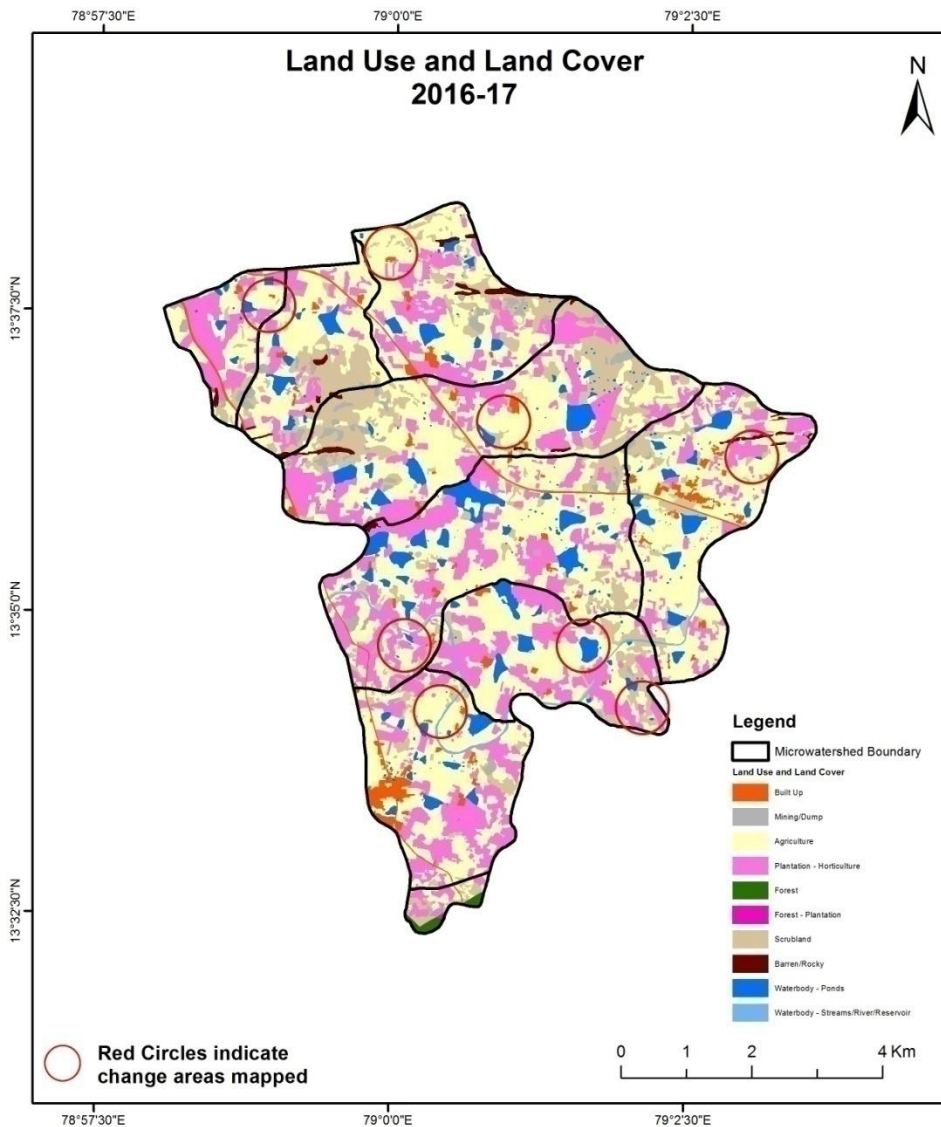 78°57'30"E 79°0'0"E 79°2'30"E
Land Use and Land Cover
2016-17
N
13°37'30"N
13°35'0"N
13°32'30"N
Legend
Microwatershed Boundary
Land Use and Land Cover
Built Up
Mining/Dump
Agriculture
Plantation - Horticulture
Forest
Forest - Plantation
Scrubland
Barren/Rocky
Waterbody - Ponds
Waterbody - Streams/River/Reservoir
Red Circles indicate
change areas mapped
0 1 2 4 Km
78°57'30"E 79°0'0"E 79°2'30"E